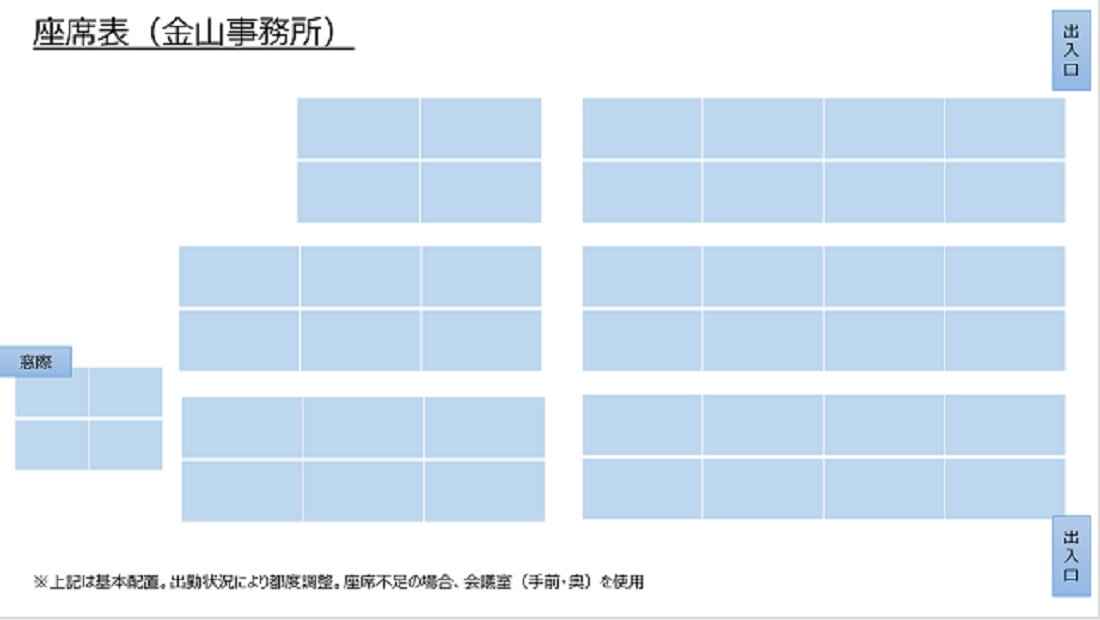 座席表（金山事務所）
出入口
窓際
出入口
※上記は基本配置。出勤状況により都度調整。座席不足の場合、会議室（手前・奥）を使用